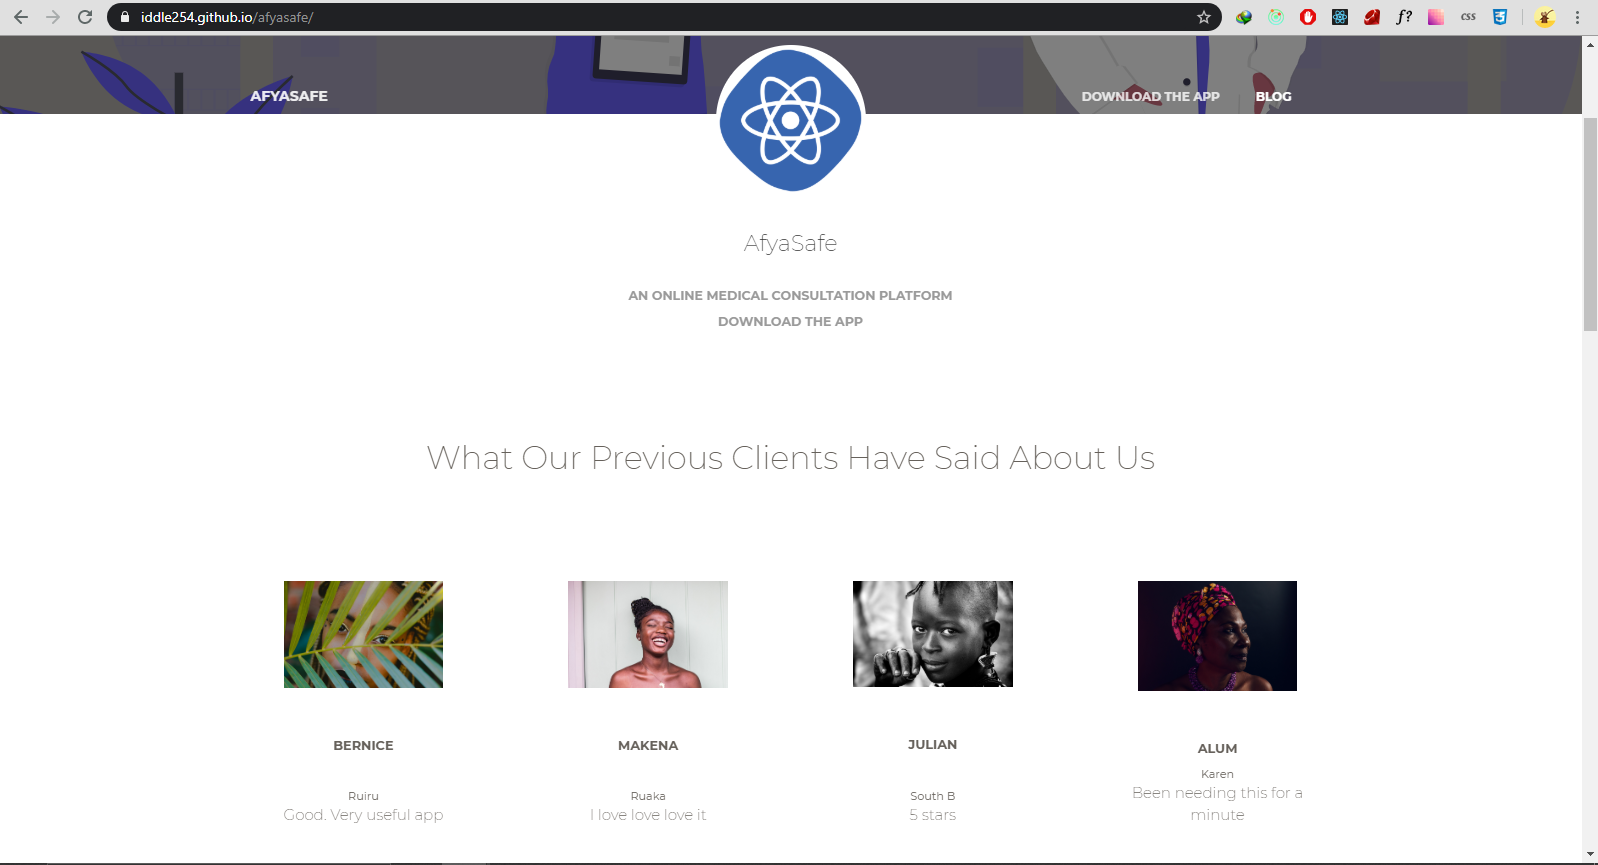 iddle254.github.io/afyasafe/
f?
CSS
AFYASAFE
DOWNLOAD THE APP
BLOG
AfyaSafe
AN ONLINE MEDICAL CONSULTATION PLATFORM
DOWNLOAD THE APP
What Our Previous Clients Have Said About Us
BERNICE
Ruiru
Good. Very useful app
MAKENA
Ruaka
I love love love it
JULIAN
South B
5 stars
ALUM
Karen
Been needing this for a
minute